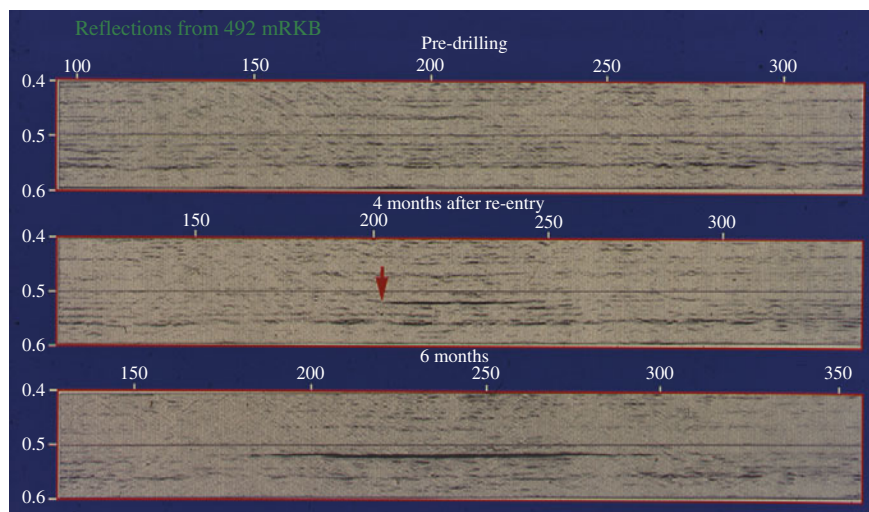 Reflections from 492 mRKB
Pre-drilling
100 150 200 250 300
0.4
0.5
0.6
4 months after re-entry
150 200 250 300
0.4
0.5
0.6
6 months
150 200 250 300 350
0.4
0.5
0.6